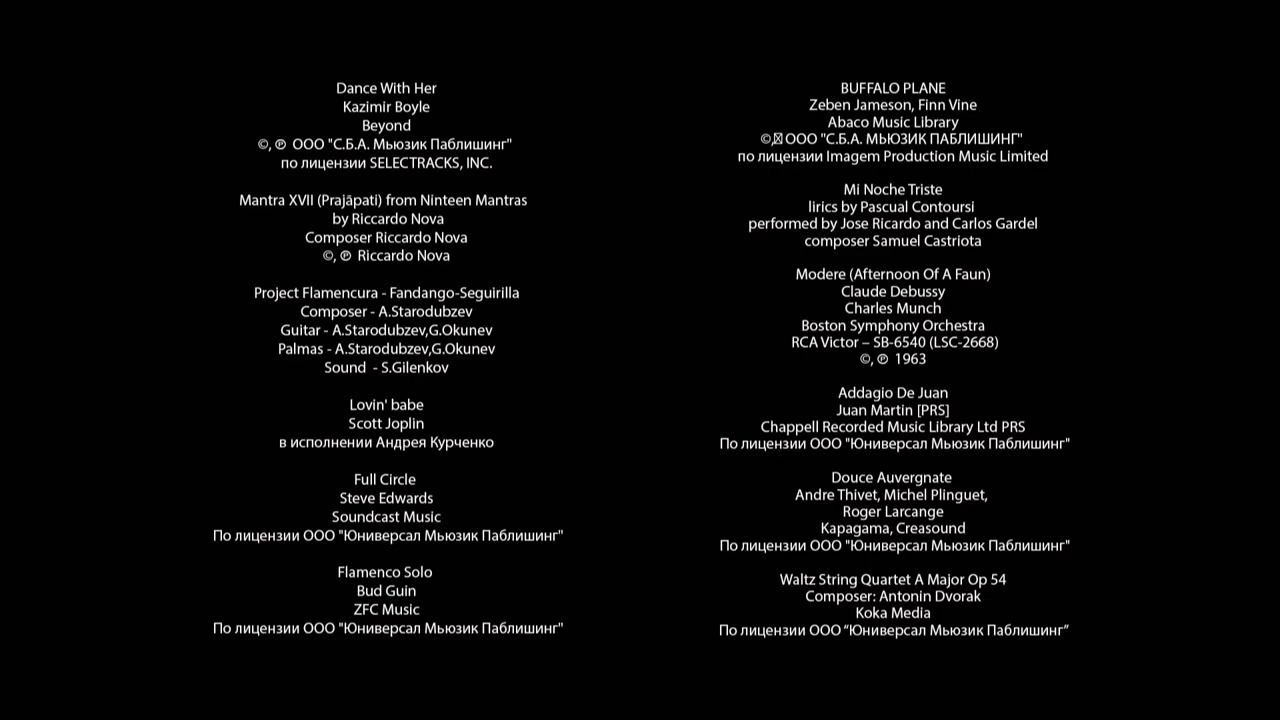 Dance With Her
Kazimir Boyle
Beyond
©, ℗ ООО "С.Б.А. Мьюзик Паблишинг"
по лицензии SELECTRACKS, INC.
Mantra XVII (Prajāpati) from Ninteen Mantras
by Riccardo Nova
Composer Riccardo Nova
©, ℗ Riccardo Nova
Project Flamencura - Fandango-Seguirilla
Composer - A.Starodubzev
Guitar - A.Starodubzev,G.Okunev
Palmas - A.Starodubzev,G.Okunev
Sound - S.Gilenkov
Lovin' babe
Scott Joplin
в исполнении Андрея Курченко
Full Circle
Steve Edwards
Soundcast Music
По лицензии ООО "Юниверсал Мьюзик Паблишинг"
Flamenco Solo
Bud Guin
ZFC Music
По лицензии ООО "Юниверсал Мьюзик Паблишинг"
BUFFALO PLANE
Zeben Jameson, Finn Vine
Abaco Music Library
©, ООО "С.Б.А. МЬЮЗИК ПАБЛИШИНГ"
по лицензии Imagem Production Music Limited
Mi Noche Triste
lirics by Pascual Contoursi
performed by Jose Ricardo and Carlos Gardel
composer Samuel Castriota
Modere (Afternoon Of A Faun)
Claude Debussy
Charles Munch
Boston Symphony Orchestra
RCA Victor – SB-6540 (LSC-2668)
©, ℗ 1963
Addagio De Juan
Juan Martin [PRS]
Chappell Recorded Music Library Ltd PRS
По лицензии ООО "Юниверсал Мьюзик Паблишинг"
Douce Auvergnate
Andre Thivet, Michel Plinguet,
Roger Larcange
Kapagama, Creasound
По лицензии ООО "Юниверсал Мьюзик Паблишинг"
Waltz String Quartet A Major Op 54
Composer: Antonin Dvorak
Koka Media
По лицензии ООО “Юниверсал Мьюзик Паблишинг”